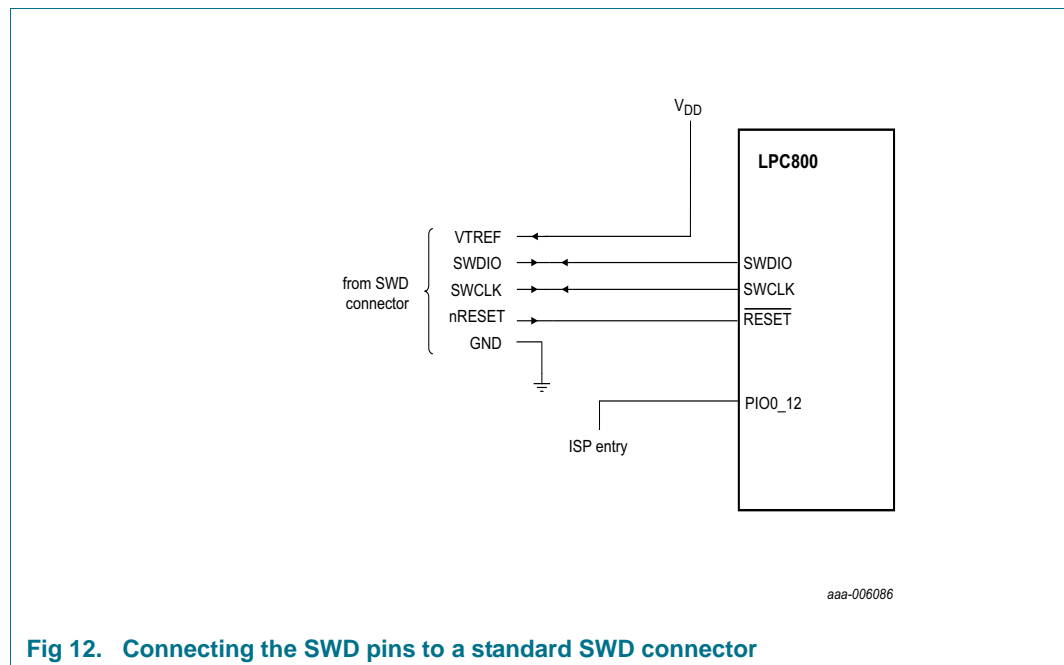 VDD
LPC800
VTREF
SWDIO
SWCLK
nRESET
GND
from SWD
connector
SWDIO
SWCLK
RESET
PIO0_12
ISP entry
aaa-006086
Fig 12. Connecting the SWD pins to a standard SWD connector